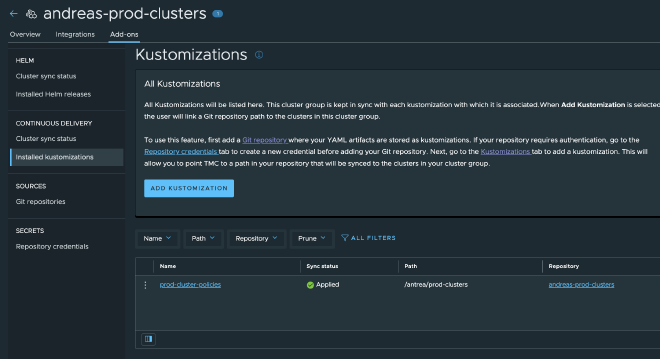 andreas-prod-clusters 1
Overview Integrations Add-ons
HELM
Cluster sync status
Installed Helm releases
CONTINUOUS DELIVERY
Cluster sync status
Installed kustomizations
SOURCES
Git repositories
SECRETS
Repository credentials
Kustomizations
All Kustomizations
All Kustomizations will be listed here. This cluster group is kept in sync with each kustomization with which it is associated.When Add Kustomization is selected
the user will link a Git repository path to the clusters in this cluster group.
To use this feature, first add a Git repository where your YAML artifacts are stored as kustomizations. If your repository requires authentication, go to the
Repository credentials tab to create a new credential before adding your Git repository. Next, go to the Kustomizations tab to add a kustomization. This will
allow you to point TMC to a path in your repository that will be synced to the clusters in your cluster group.
ADD KUSTOMIZATION
Name Path Repository Prune ALL FILTERS
Name Sync status Path Repository
prod-cluster-policies Applied /antrea/prod-clusters andreas-prod-clusters